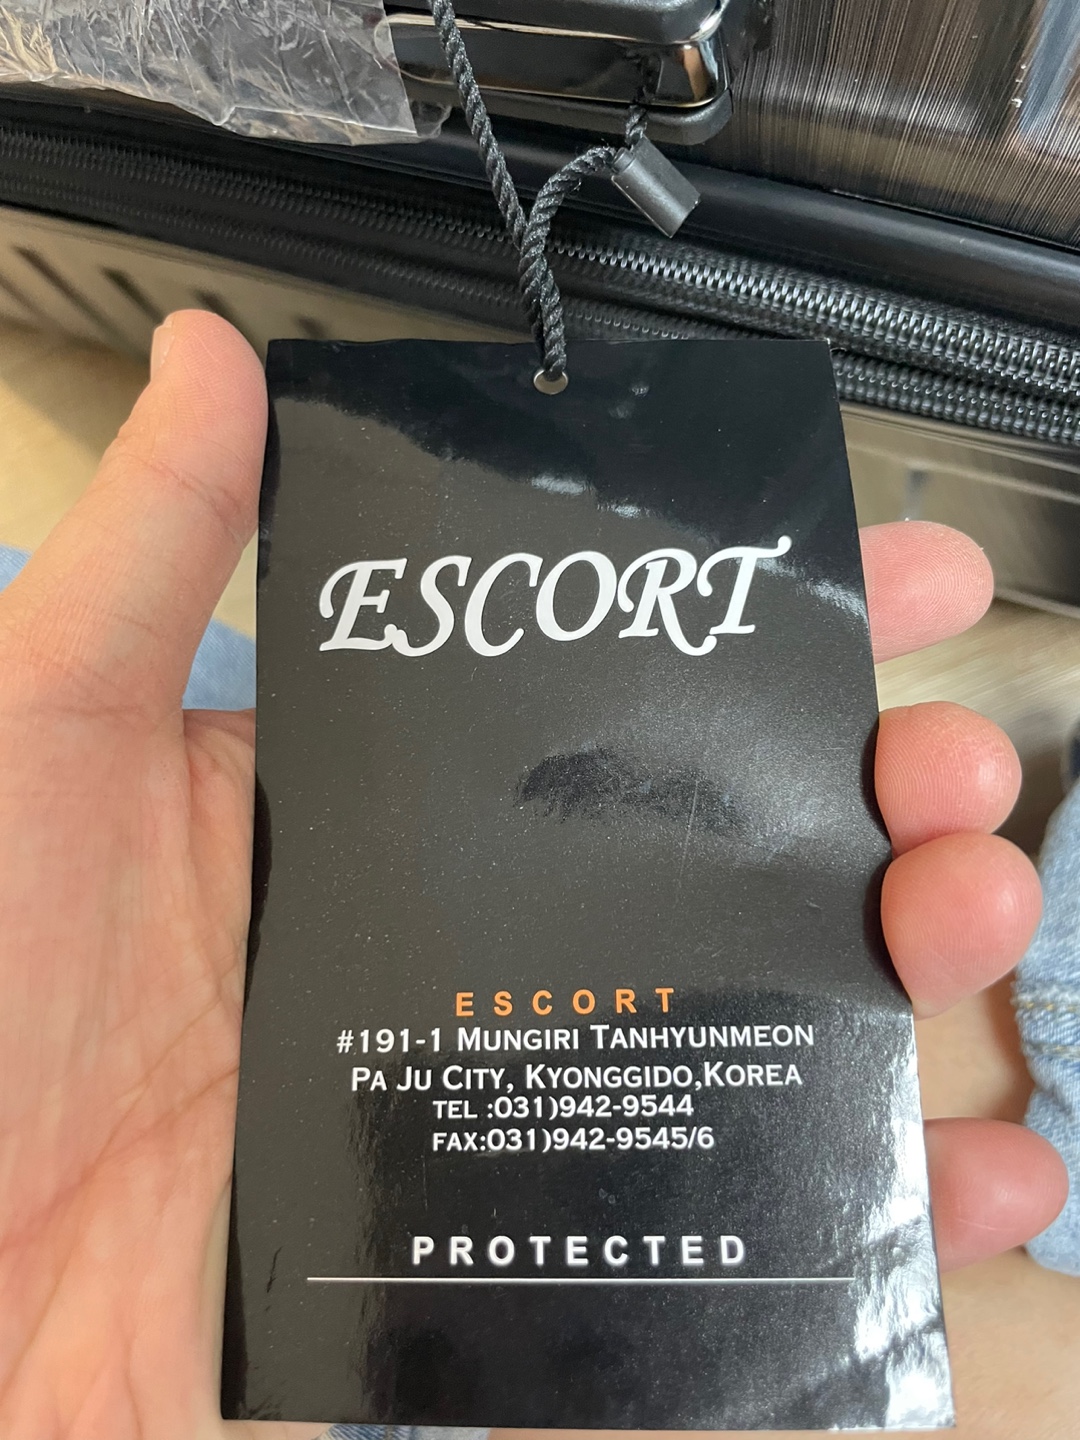 ESCORT
ESCORT
#191-1 MUNGIRI TANHYUNMEON
PA JU CITY, KYONGGIDO,KOREA
TEL :031)942-9544
FAX:031)942-9545/6
PROTECTED